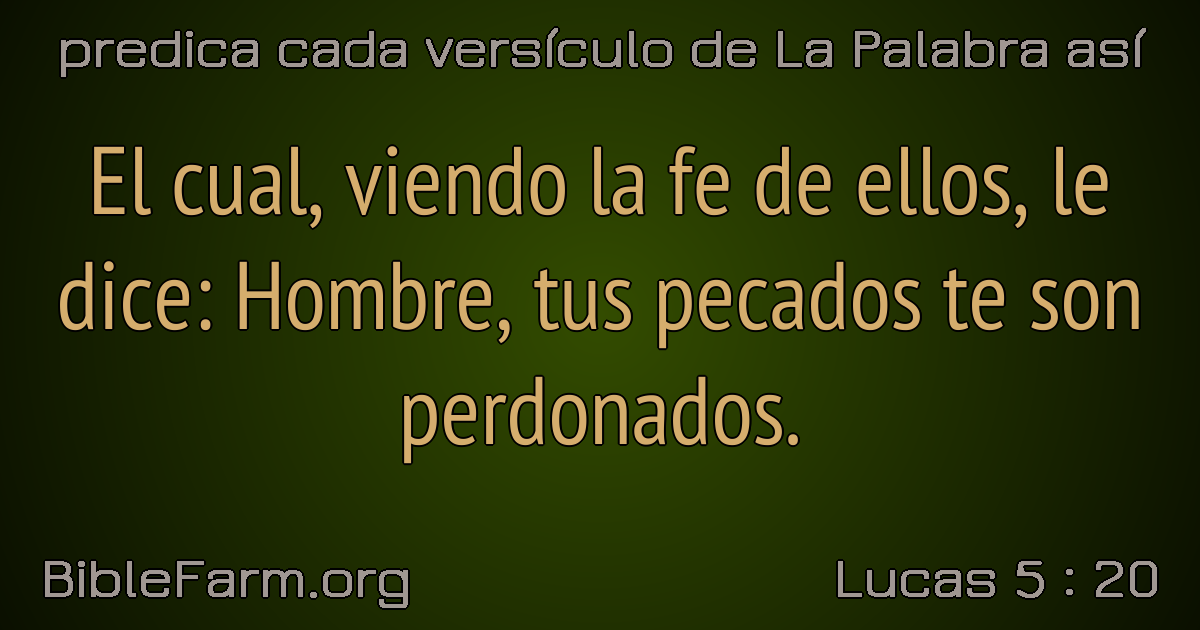 predica cada versículo de La Palabra así
El cual, viendo la fe de ellos, le
dice: Hombre, tus pecados te son
perdonados.
BibleFarm.org
Lucas 5 : 20